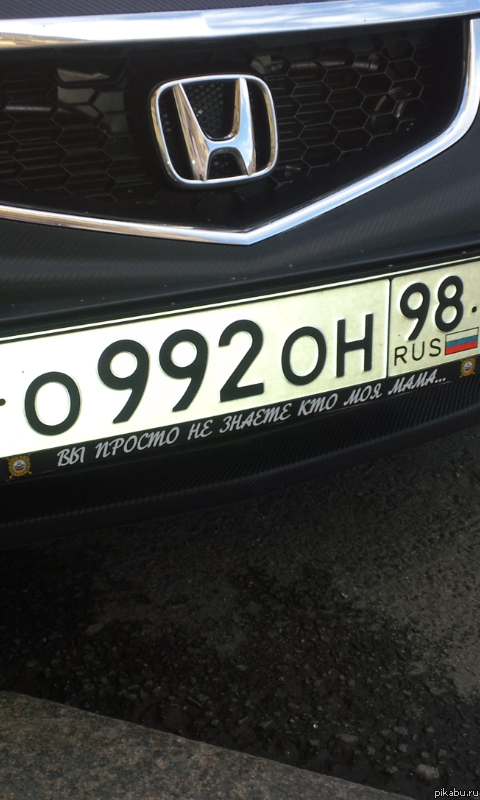 О992ОН 98
RUS
ВЫ ПРОСТО НЕ ЗНАЕТЕ КТО МОЯ МАМА...
pikabu.ru